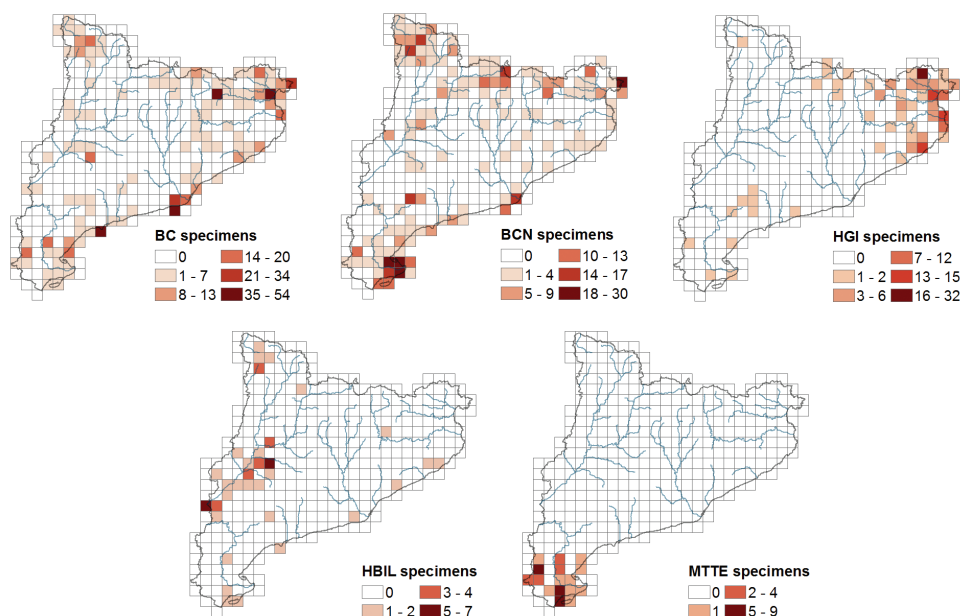 BC specimens
0 14 - 20
1 - 7 21 - 34
8 - 13 35 - 54
BCN specimens
0 10 - 13
1 - 4 14 - 17
5 - 9 18 - 30
HGI specimens
0 7 - 12
1 - 2 13 - 15
3 - 6 16 - 32
HBIL specimens
0 3 - 4
1 - 2 5 - 7
MTTE specimens
0 2 - 4
1 5 - 9